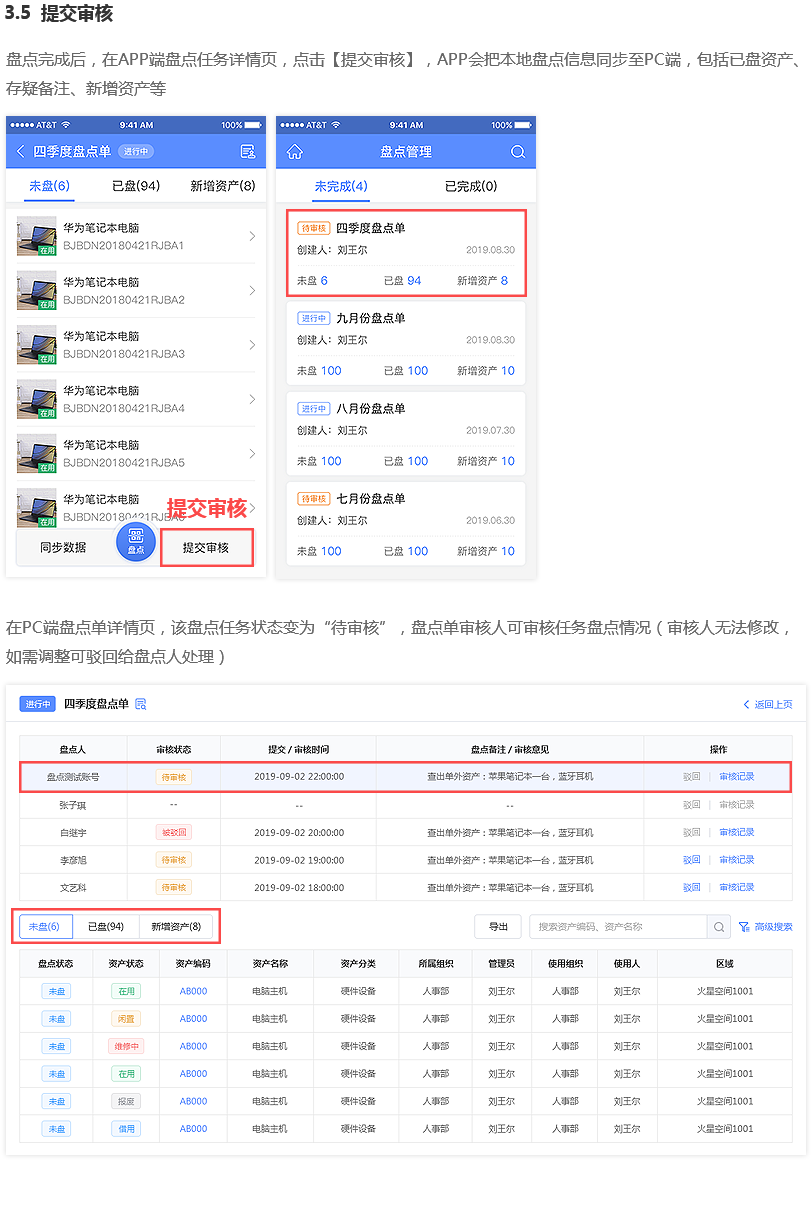 3.5 提交审核
盘点完成后，在APP端盘点任务详情页，点击【提交审核】，APP会把本地盘点信息同步至PC端，包括已盘资产、
存疑备注、新增资产等
AT&T 9:41 AM 100%
四季度盘点单 进行中
未盘(6) 已盘(94) 新增资产(8)
华为笔记本电脑
BJBDN20180421RJBA1
在用
华为笔记本电脑
BJBDN20180421RJBA2
在用
华为笔记本电脑
BJBDN20180421RJBA3
在用
华为笔记本电脑
BJBDN20180421RJBA4
在用
华为笔记本电脑
BJBDN20180421RJBA5
在用
华为笔记本电脑
BJBDN20180421RJBA6
在用
提交审核
同步数据 盘点 提交审核
AT&T 9:41 AM 100%
盘点管理
未完成(4) 已完成(0)
待审核 四季度盘点单
创建人：刘王尔 2019.08.30
未盘 6 已盘 94 新增资产 8
进行中 九月份盘点单
创建人：刘王尔 2019.08.30
未盘 100 已盘 100 新增资产 10
进行中 八月份盘点单
创建人：刘王尔 2019.07.30
未盘 100 已盘 100 新增资产 10
待审核 七月份盘点单
创建人：刘王尔 2019.06.30
未盘 100 已盘 100 新增资产 10
在PC端盘点单详情页，该盘点任务状态变为“待审核”，盘点单审核人可审核任务盘点情况（审核人无法修改，
如需调整可驳回给盘点人处理）
进行中 四季度盘点单 返回上页
盘点人 审核状态 提交 / 审核时间 盘点备注 / 审核意见 操作
盘点测试账号 待审核 2019-09-02 22:00:00 查出单外资产：苹果笔记本一台，蓝牙耳机 驳回 | 审核记录
张子琪 -- -- -- 驳回 | 审核记录
白继宇 被驳回 2019-09-02 20:00:00 查出单外资产：苹果笔记本一台，蓝牙耳机 驳回 | 审核记录
李彦旭 待审核 2019-09-02 19:00:00 查出单外资产：苹果笔记本一台，蓝牙耳机 驳回 | 审核记录
文艺科 待审核 2019-09-02 18:00:00 查出单外资产：苹果笔记本一台，蓝牙耳机 驳回 | 审核记录
未盘(6) 已盘(94) 新增资产(8) 导出 搜索资产编码、资产名称 高级搜索
盘点状态 资产状态 资产编码 资产名称 资产分类 所属组织 管理员 使用组织 使用人 区域
未盘 在用 AB000 电脑主机 硬件设备 人事部 刘王尔 人事部 刘王尔 火星空间1001
未盘 闲置 AB000 电脑主机 硬件设备 人事部 刘王尔 人事部 刘王尔 火星空间1001
未盘 维修中 AB000 电脑主机 硬件设备 人事部 刘王尔 人事部 刘王尔 火星空间1001
未盘 在用 AB000 电脑主机 硬件设备 人事部 刘王尔 人事部 刘王尔 火星空间1001
未盘 报废 AB000 电脑主机 硬件设备 人事部 刘王尔 人事部 刘王尔 火星空间1001
未盘 借用 AB000 电脑主机 硬件设备 人事部 刘王尔 人事部 刘王尔 火星空间1001